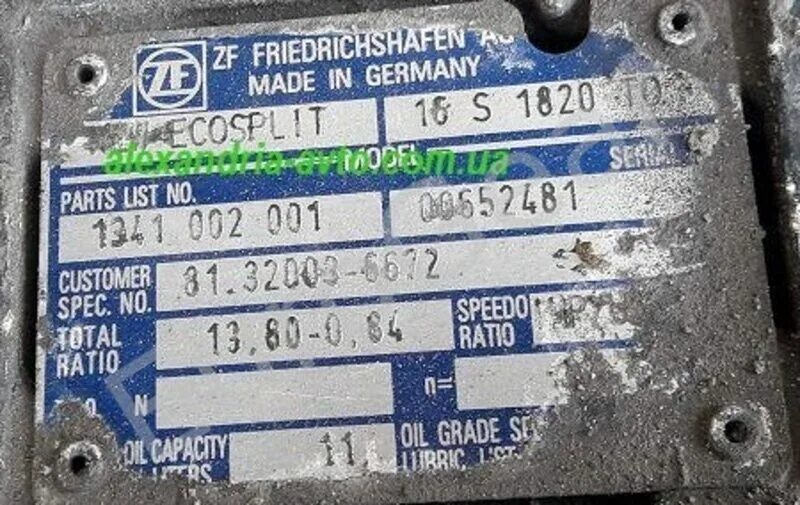 ZF
ZF FRIEDRICHSHAFEN AG
MADE IN GERMANY
ECOSPLIT 16 S 1820 TO
alexandria-avto.com.ua
MODEL SERIAL
PARTS LIST NO. 1341 002 001 00652481
CUSTOMER SPEC. NO. 81.32003-6672
TOTAL RATIO 13,80-0,84 SPEEDO RATIO
N n=
OIL CAPACITY 11 OIL GRADE SEE
LITERS LUBRIC. LIST